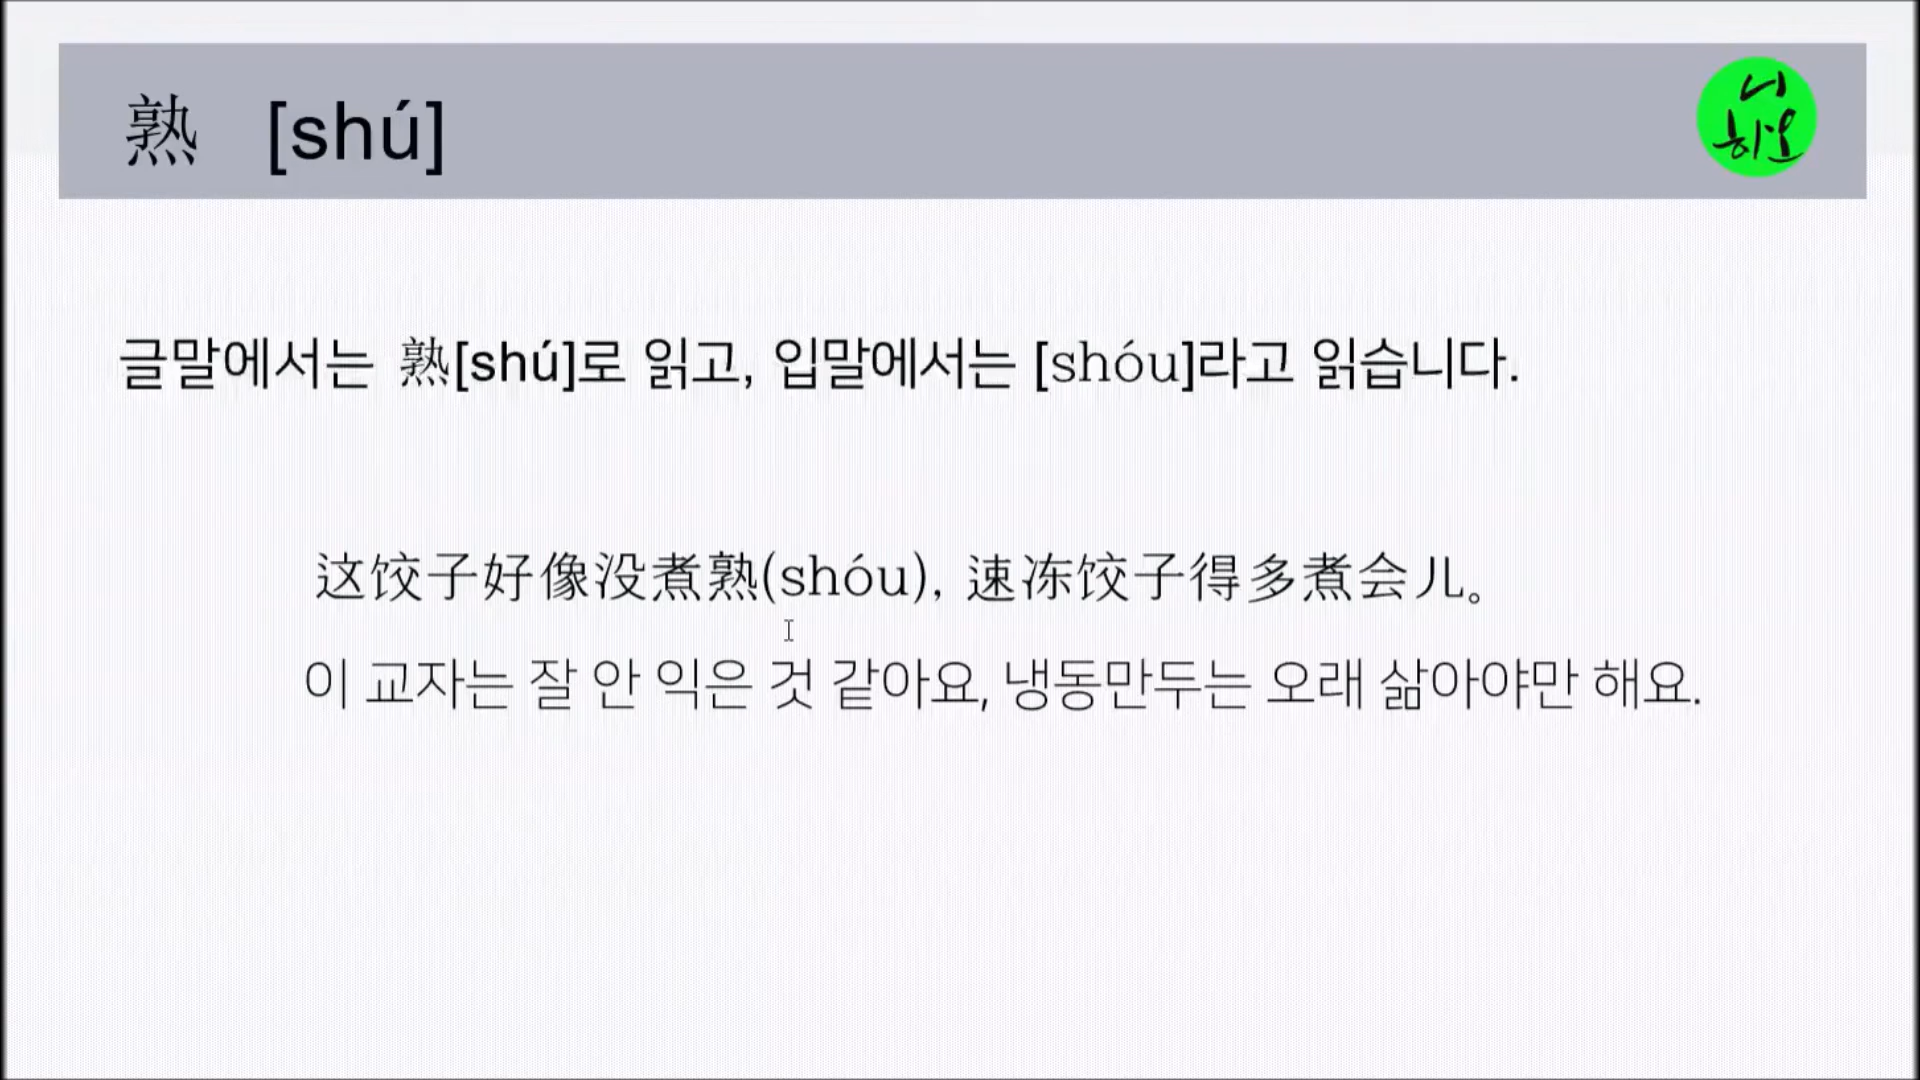 熟 [shú]
니
하오
글말에서는 熟[shú]로 읽고, 입말에서는 [shóu]라고 읽습니다.
这饺子好像没煮熟(shóu), 速冻饺子得多煮会儿。
이 교자는 잘 안 익은 것 같아요, 냉동만두는 오래 삶아야만 해요.